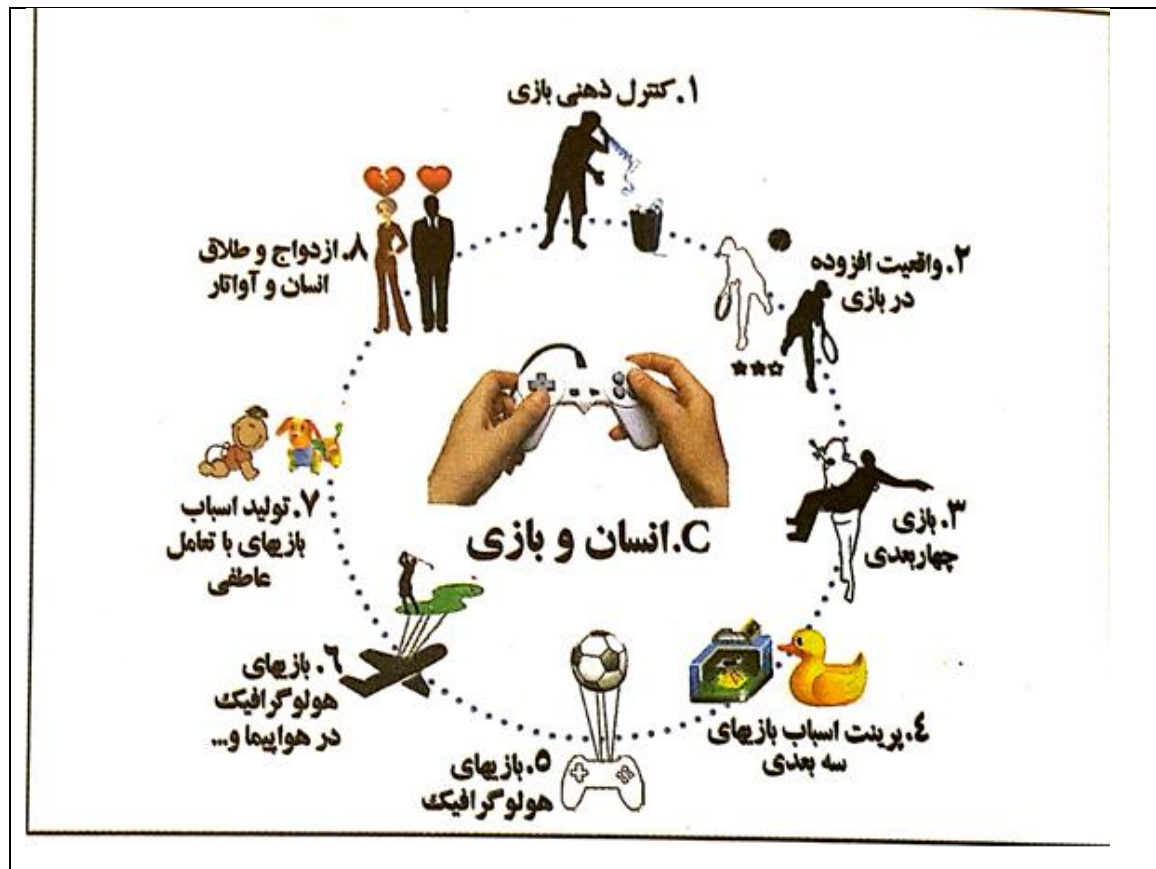 ۱. کنترل ذهنی بازی
۲. واقعیت افزوده
در بازی
۳. بازی
چهاربعدی
٤. پرینت اسباب بازیهای
سه بعدی
۵. بازیهای
هولوگرافیک
٦. بازیهای
هولوگرافیک
در هواپیما و...
۷. تولید اسباب
بازیهای با تعامل
عاطفی
۸. ازدواج و طلاق
انسان و آواتار
C. انسان و بازی